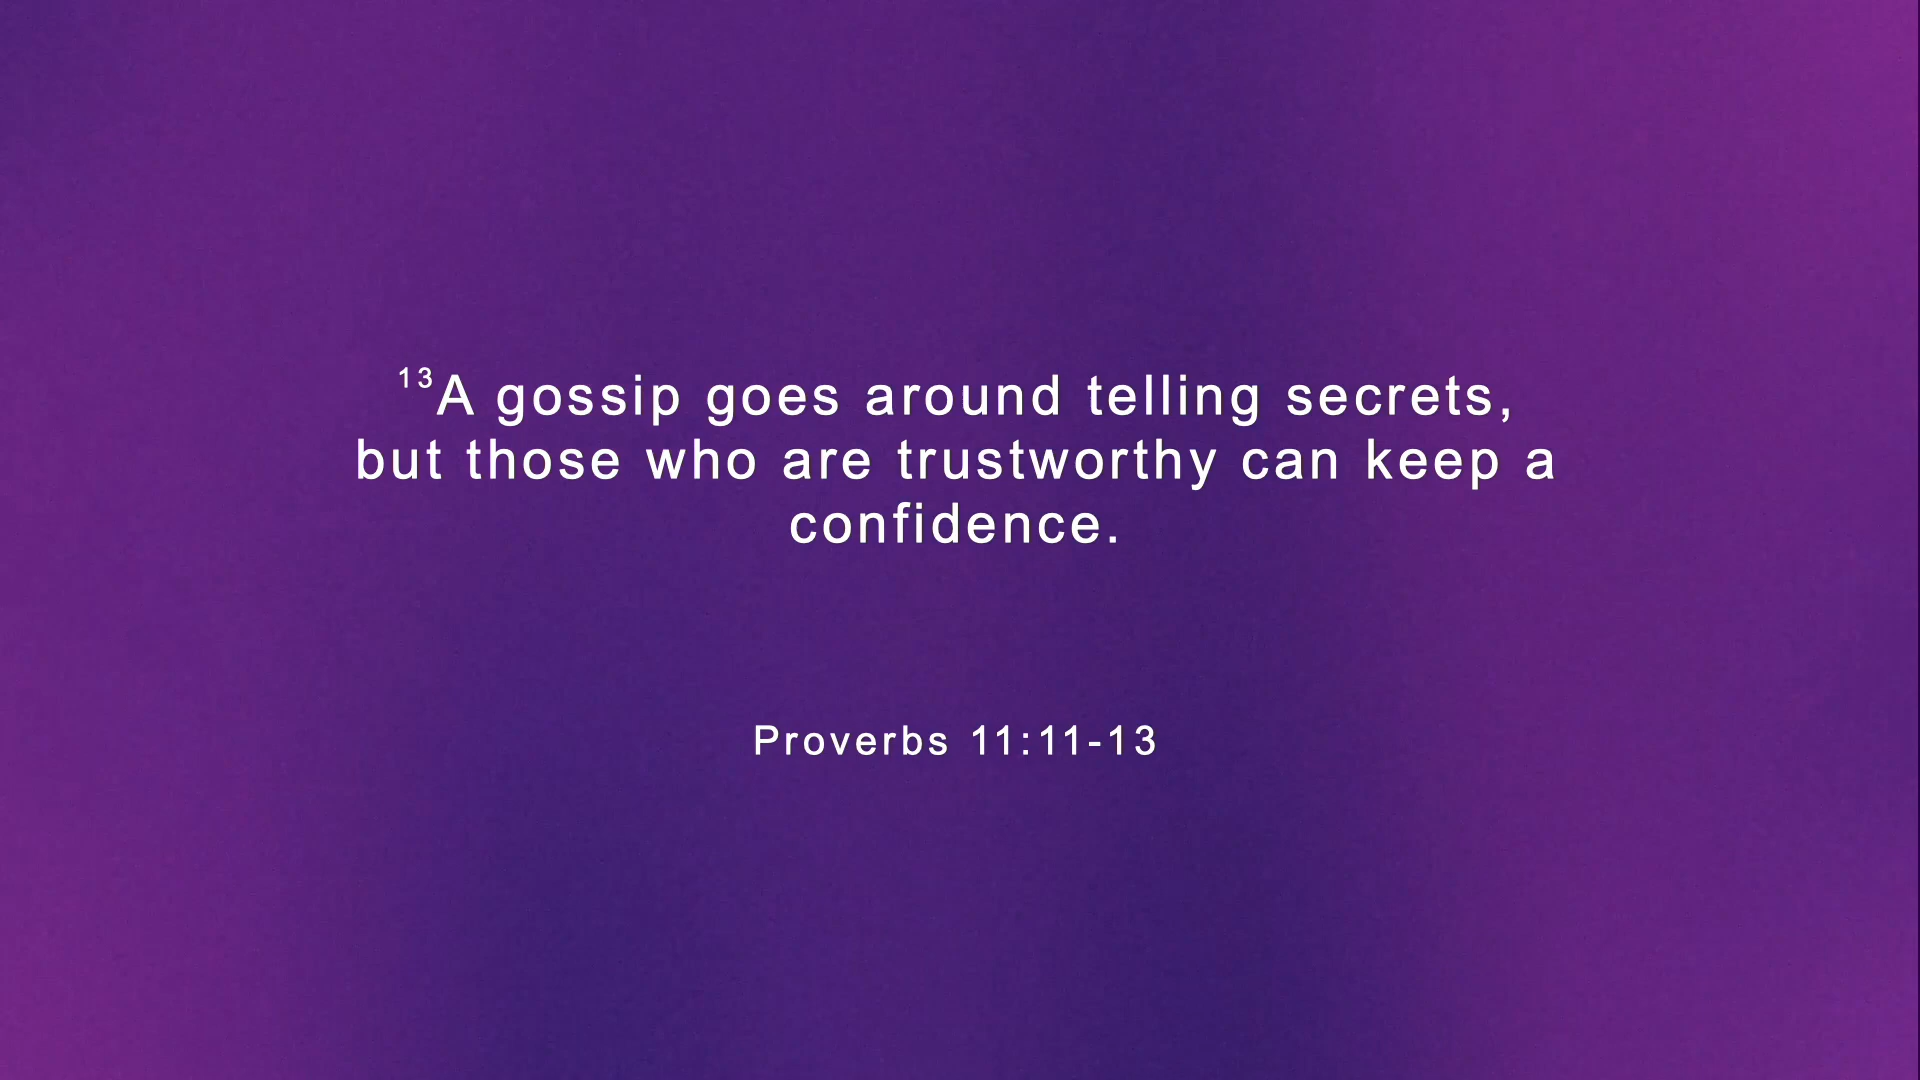 ¹³A gossip goes around telling secrets,
but those who are trustworthy can keep a
confidence.
Proverbs 11:11-13